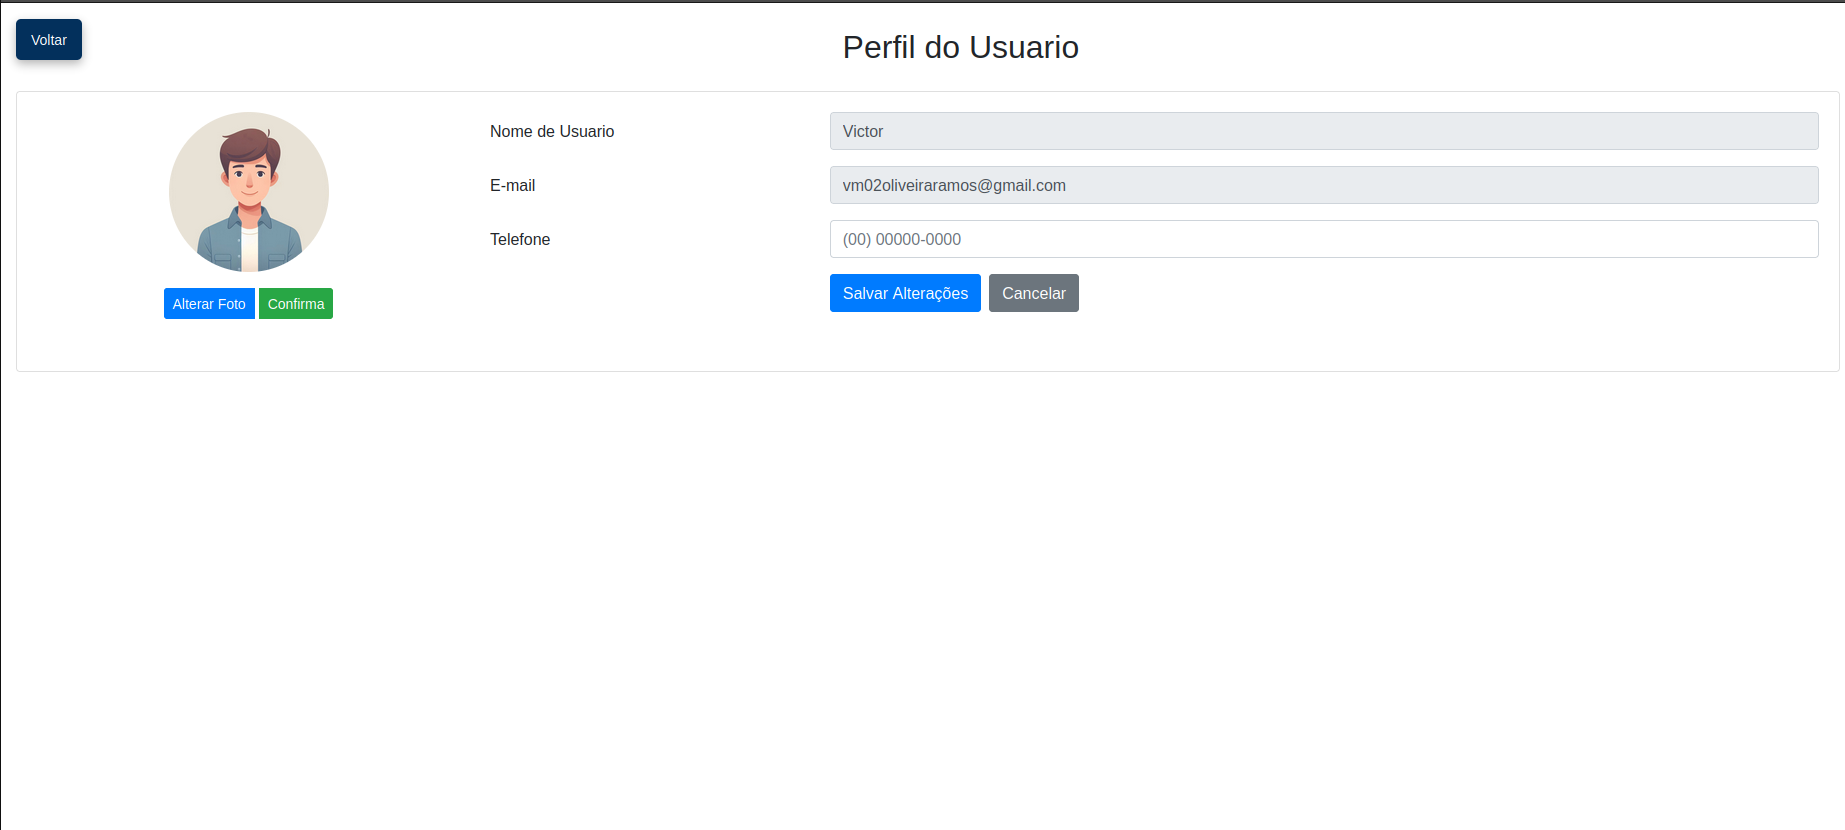 Voltar
Perfil do Usuario
Nome de Usuario
Victor
E-mail
vm02oliveiraramos@gmail.com
Telefone
(00) 00000-0000
Alterar Foto
Confirma
Salvar Alterações
Cancelar